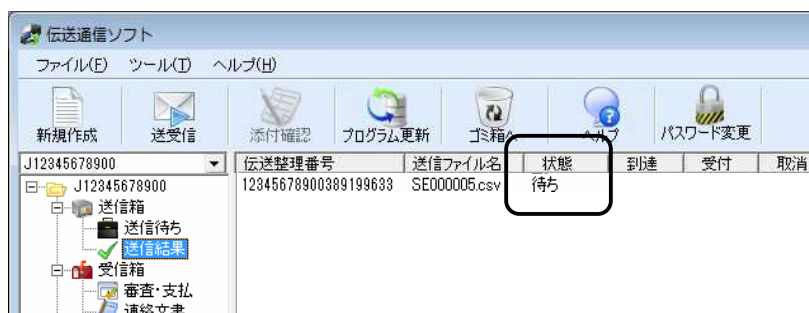 伝送通信ソフト
ファイル(F) ツール(T) ヘルプ(H)
新規作成 送受信 添付確認 プログラム更新 ゴミ箱へ ヘルプ パスワード変更
J12345678900
伝送整理番号 送信ファイル名 状態 到達 受付 取消
12345678900389199633 SE000005.csv 待ち
J12345678900
送信箱
送信待ち
送信結果
受信箱
審査・支払
連絡文書